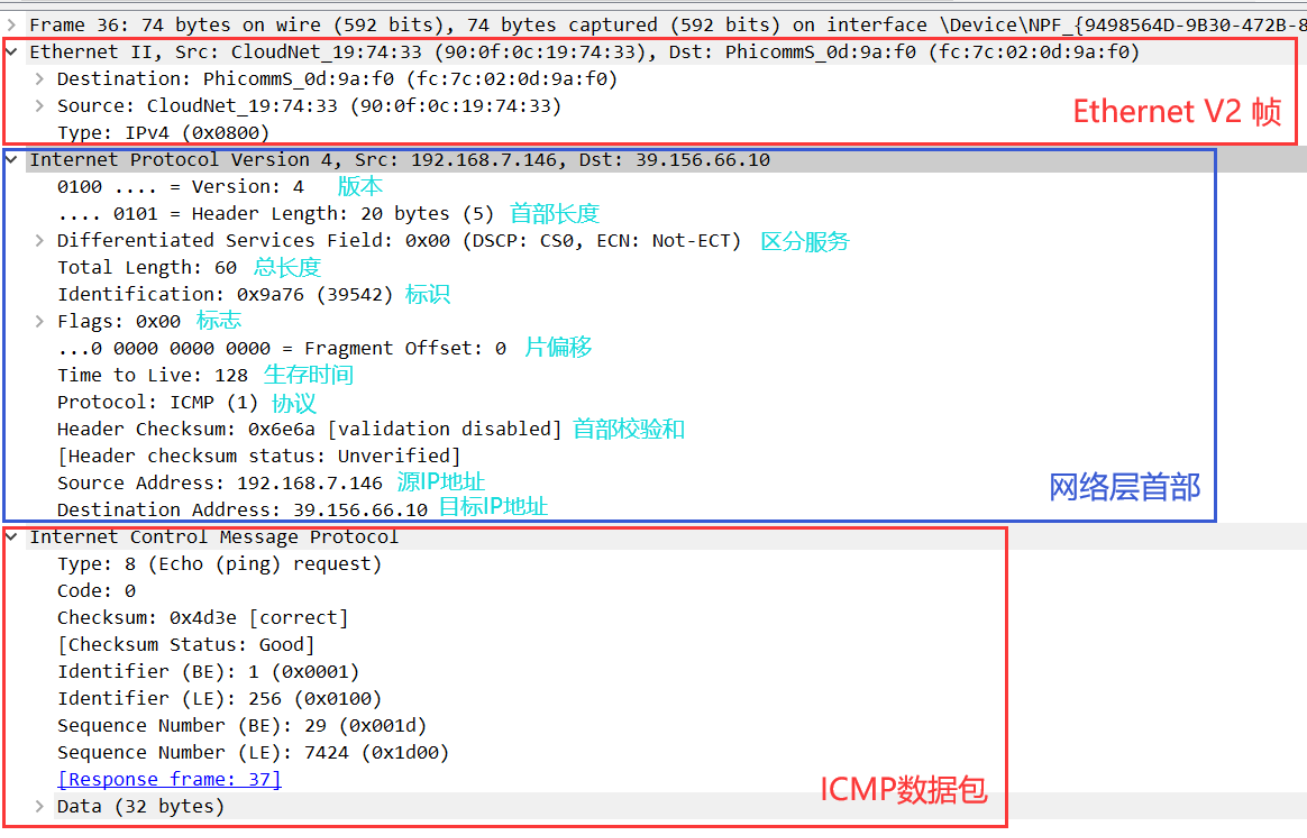 Frame 36: 74 bytes on wire (592 bits), 74 bytes captured (592 bits) on interface \Device\NPF_{9498564D-9B30-472B-8
Ethernet II, Src: CloudNet_19:74:33 (90:0f:0c:19:74:33), Dst: PhicommS_0d:9a:f0 (fc:7c:02:0d:9a:f0)
Destination: PhicommS_0d:9a:f0 (fc:7c:02:0d:9a:f0)
Source: CloudNet_19:74:33 (90:0f:0c:19:74:33)
Ethernet V2 帧
Type: IPv4 (0x0800)
Internet Protocol Version 4, Src: 192.168.7.146, Dst: 39.156.66.10
0100 .... = Version: 4 版本
.... 0101 = Header Length: 20 bytes (5) 首部长度
Differentiated Services Field: 0x00 (DSCP: CS0, ECN: Not-ECT) 区分服务
Total Length: 60 总长度
Identification: 0x9a76 (39542) 标识
Flags: 0x00 标志
...0 0000 0000 0000 = Fragment Offset: 0 片偏移
Time to Live: 128 生存时间
Protocol: ICMP (1) 协议
Header Checksum: 0x6e6a [validation disabled] 首部校验和
[Header checksum status: Unverified]
Source Address: 192.168.7.146 源IP地址
网络层首部
Destination Address: 39.156.66.10 目标IP地址
Internet Control Message Protocol
Type: 8 (Echo (ping) request)
Code: 0
Checksum: 0x4d3e [correct]
[Checksum Status: Good]
Identifier (BE): 1 (0x0001)
Identifier (LE): 256 (0x0100)
Sequence Number (BE): 29 (0x001d)
Sequence Number (LE): 7424 (0x1d00)
[Response frame: 37]
ICMP数据包
Data (32 bytes)